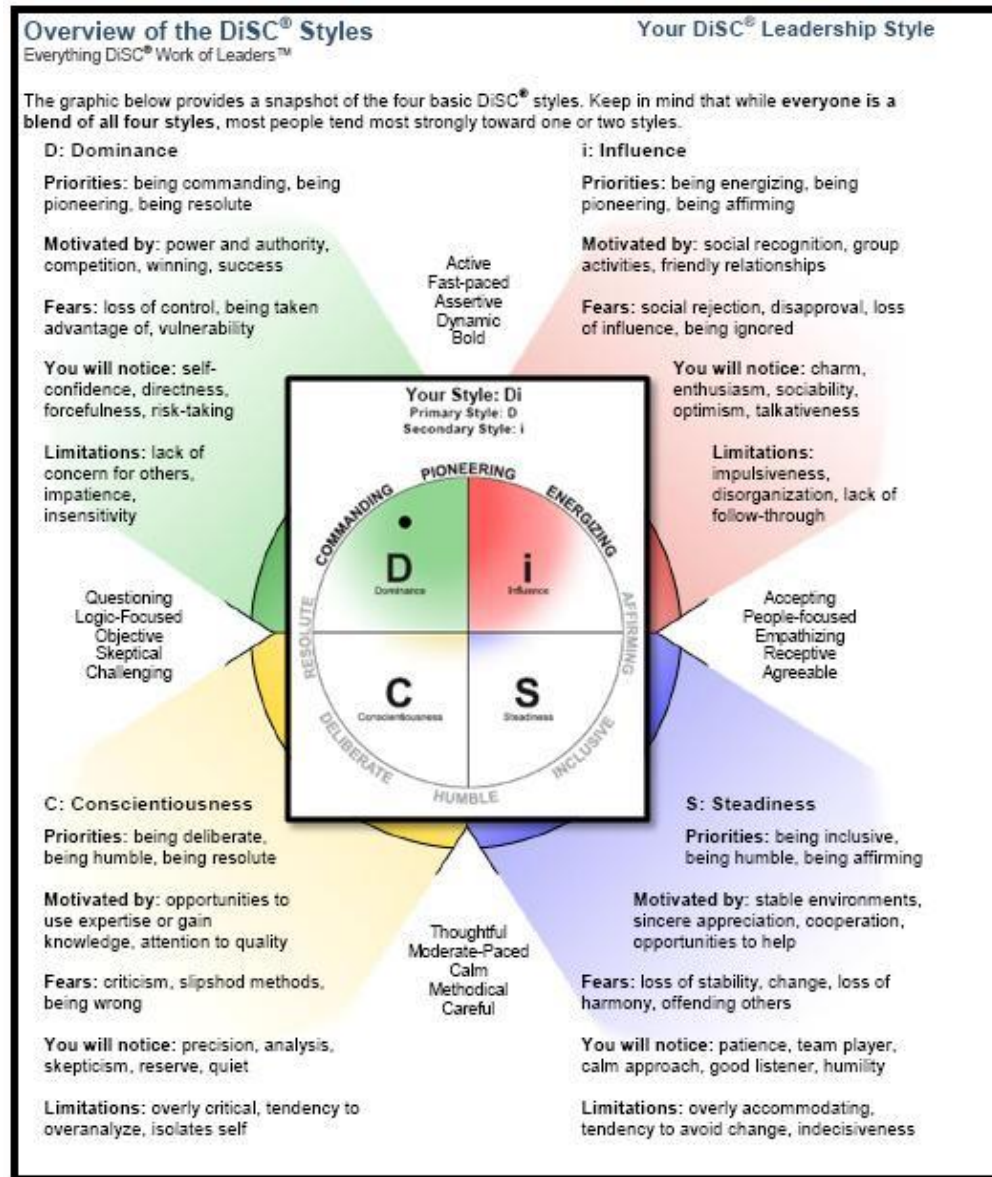 Overview of the DiSC® Styles
Your DiSC® Leadership Style
Everything DiSC® Work of Leaders™
The graphic below provides a snapshot of the four basic DiSC® styles. Keep in mind that while everyone is a
blend of all four styles, most people tend most strongly toward one or two styles.
D: Dominance
Priorities: being commanding, being
pioneering, being resolute
Motivated by: power and authority,
competition, winning, success
Fears: loss of control, being taken
advantage of, vulnerability
You will notice: self-
confidence, directness,
forcefulness, risk-taking
Limitations: lack of
concern for others,
impatience,
insensitivity
Active
Fast-paced
Assertive
Dynamic
Bold
i: Influence
Priorities: being energizing, being
pioneering, being affirming
Motivated by: social recognition, group
activities, friendly relationships
Fears: social rejection, disapproval, loss
of influence, being ignored
You will notice: charm,
enthusiasm, sociability,
optimism, talkativeness
Limitations:
impulsiveness,
disorganization, lack of
follow-through
Your Style: Di
Primary Style: D
Secondary Style: i
COMMANDING
PIONEERING
ENERGIZING
D
Dominance
i
Influence
RESOLUTE
AFFIRMING
C
Conscientiousness
S
Steadiness
DELIBERATE
HUMBLE
INCLUSIVE
Questioning
Logic-Focused
Objective
Skeptical
Challenging
Accepting
People-focused
Empathizing
Receptive
Agreeable
C: Conscientiousness
Priorities: being deliberate,
being humble, being resolute
Motivated by: opportunities to
use expertise or gain
knowledge, attention to quality
Fears: criticism, slipshod methods,
being wrong
You will notice: precision, analysis,
skepticism, reserve, quiet
Limitations: overly critical, tendency to
overanalyze, isolates self
Thoughtful
Moderate-Paced
Calm
Methodical
Careful
S: Steadiness
Priorities: being inclusive,
being humble, being affirming
Motivated by: stable environments,
sincere appreciation, cooperation,
opportunities to help
Fears: loss of stability, change, loss of
harmony, offending others
You will notice: patience, team player,
calm approach, good listener, humility
Limitations: overly accommodating,
tendency to avoid change, indecisiveness